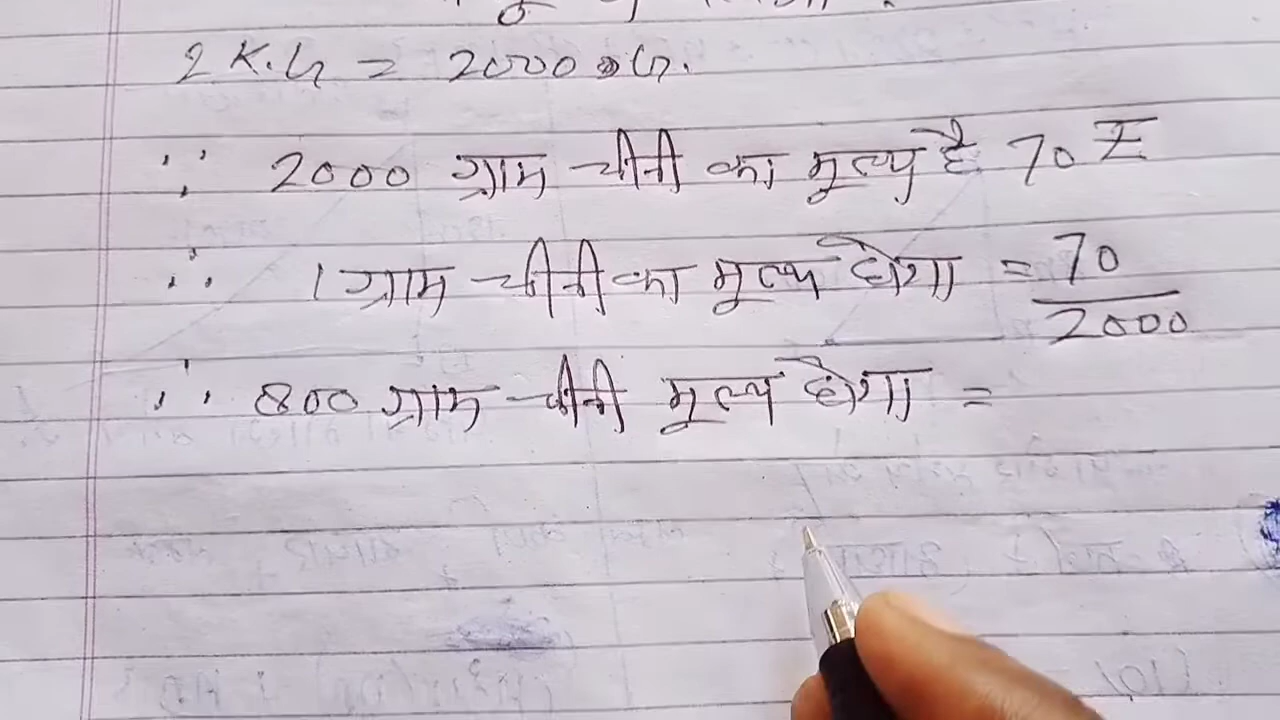 2 K.G = 2000 G.
∵ 2000 ग्राम चीनी का मूल्य है 70 ₹
∴ 1 ग्राम चीनी का मूल्य होगा = 70/2000
∴ 800 ग्राम चीनी मूल्य होगा =